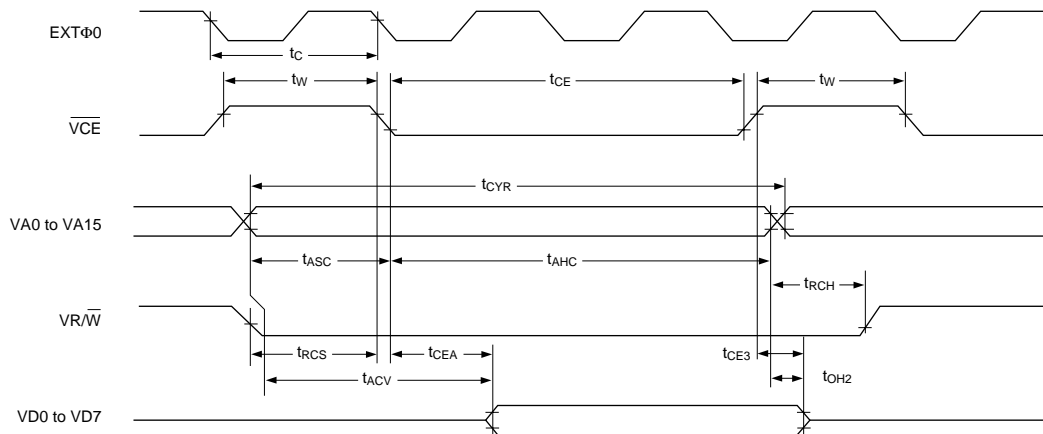 EXTΦ0
tC
tW
tCE
tW
VCE
tCYR
VA0 to VA15
tASC
tAHC
tRCH
VR/W
tRCS
tCEA
tCE3
tACV
tOH2
VD0 to VD7